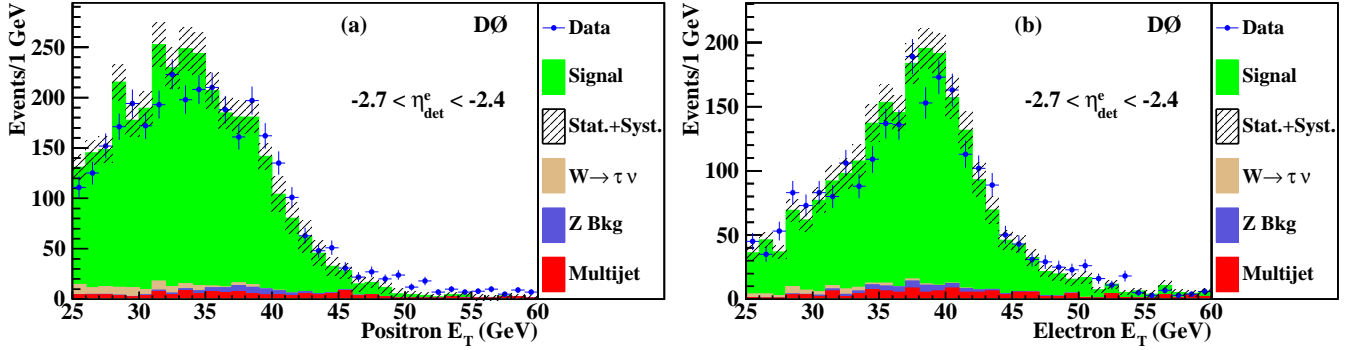 Events/1 GeV
250
200
150
100
50
0
(a)
DØ
-2.7 < η^e_det < -2.4
25 30 35 40 45 50 55 60
Positron E_T (GeV)
Data
Signal
Stat.+Syst.
W→ τ ν
Z Bkg
Multijet
Events/1 GeV
200
150
100
50
0
(b)
DØ
-2.7 < η^e_det < -2.4
25 30 35 40 45 50 55 60
Electron E_T (GeV)
Data
Signal
Stat.+Syst.
W→ τ ν
Z Bkg
Multijet